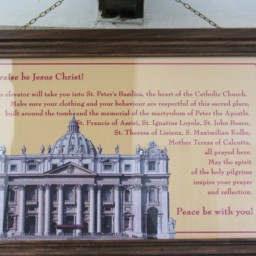 raise be Jesus Christ!
e elevator will take you into St. Peter's Basilica, the heart of the Catholic Church.
Make sure your clothing and your behaviour are respectful of this sacred place,
built around the tomb and the memorial of the martyrdom of Peter the Apostle.
St. Francis of Assisi, St. Ignatius Loyola, St. John Bosco,
St. Theress of Lisieux, S. Maximilian Kolbe,
Mother Teresa of Calcutta,
all prayed here.
May the spirit
of the holy pilgrims
inspire your prayer
and reflection.
Peace be with you!